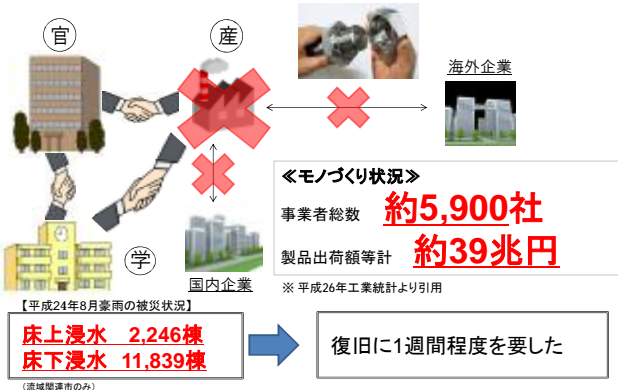 官
産
海外企業
≪モノづくり状況≫
事業者総数 約5,900社
製品出荷額等計 約39兆円
※ 平成26年工業統計より引用
学
国内企業
【平成24年8月豪雨の被災状況】
床上浸水 2,246棟
床下浸水 11,839棟
(流域関連市のみ)
復旧に1週間程度を要した